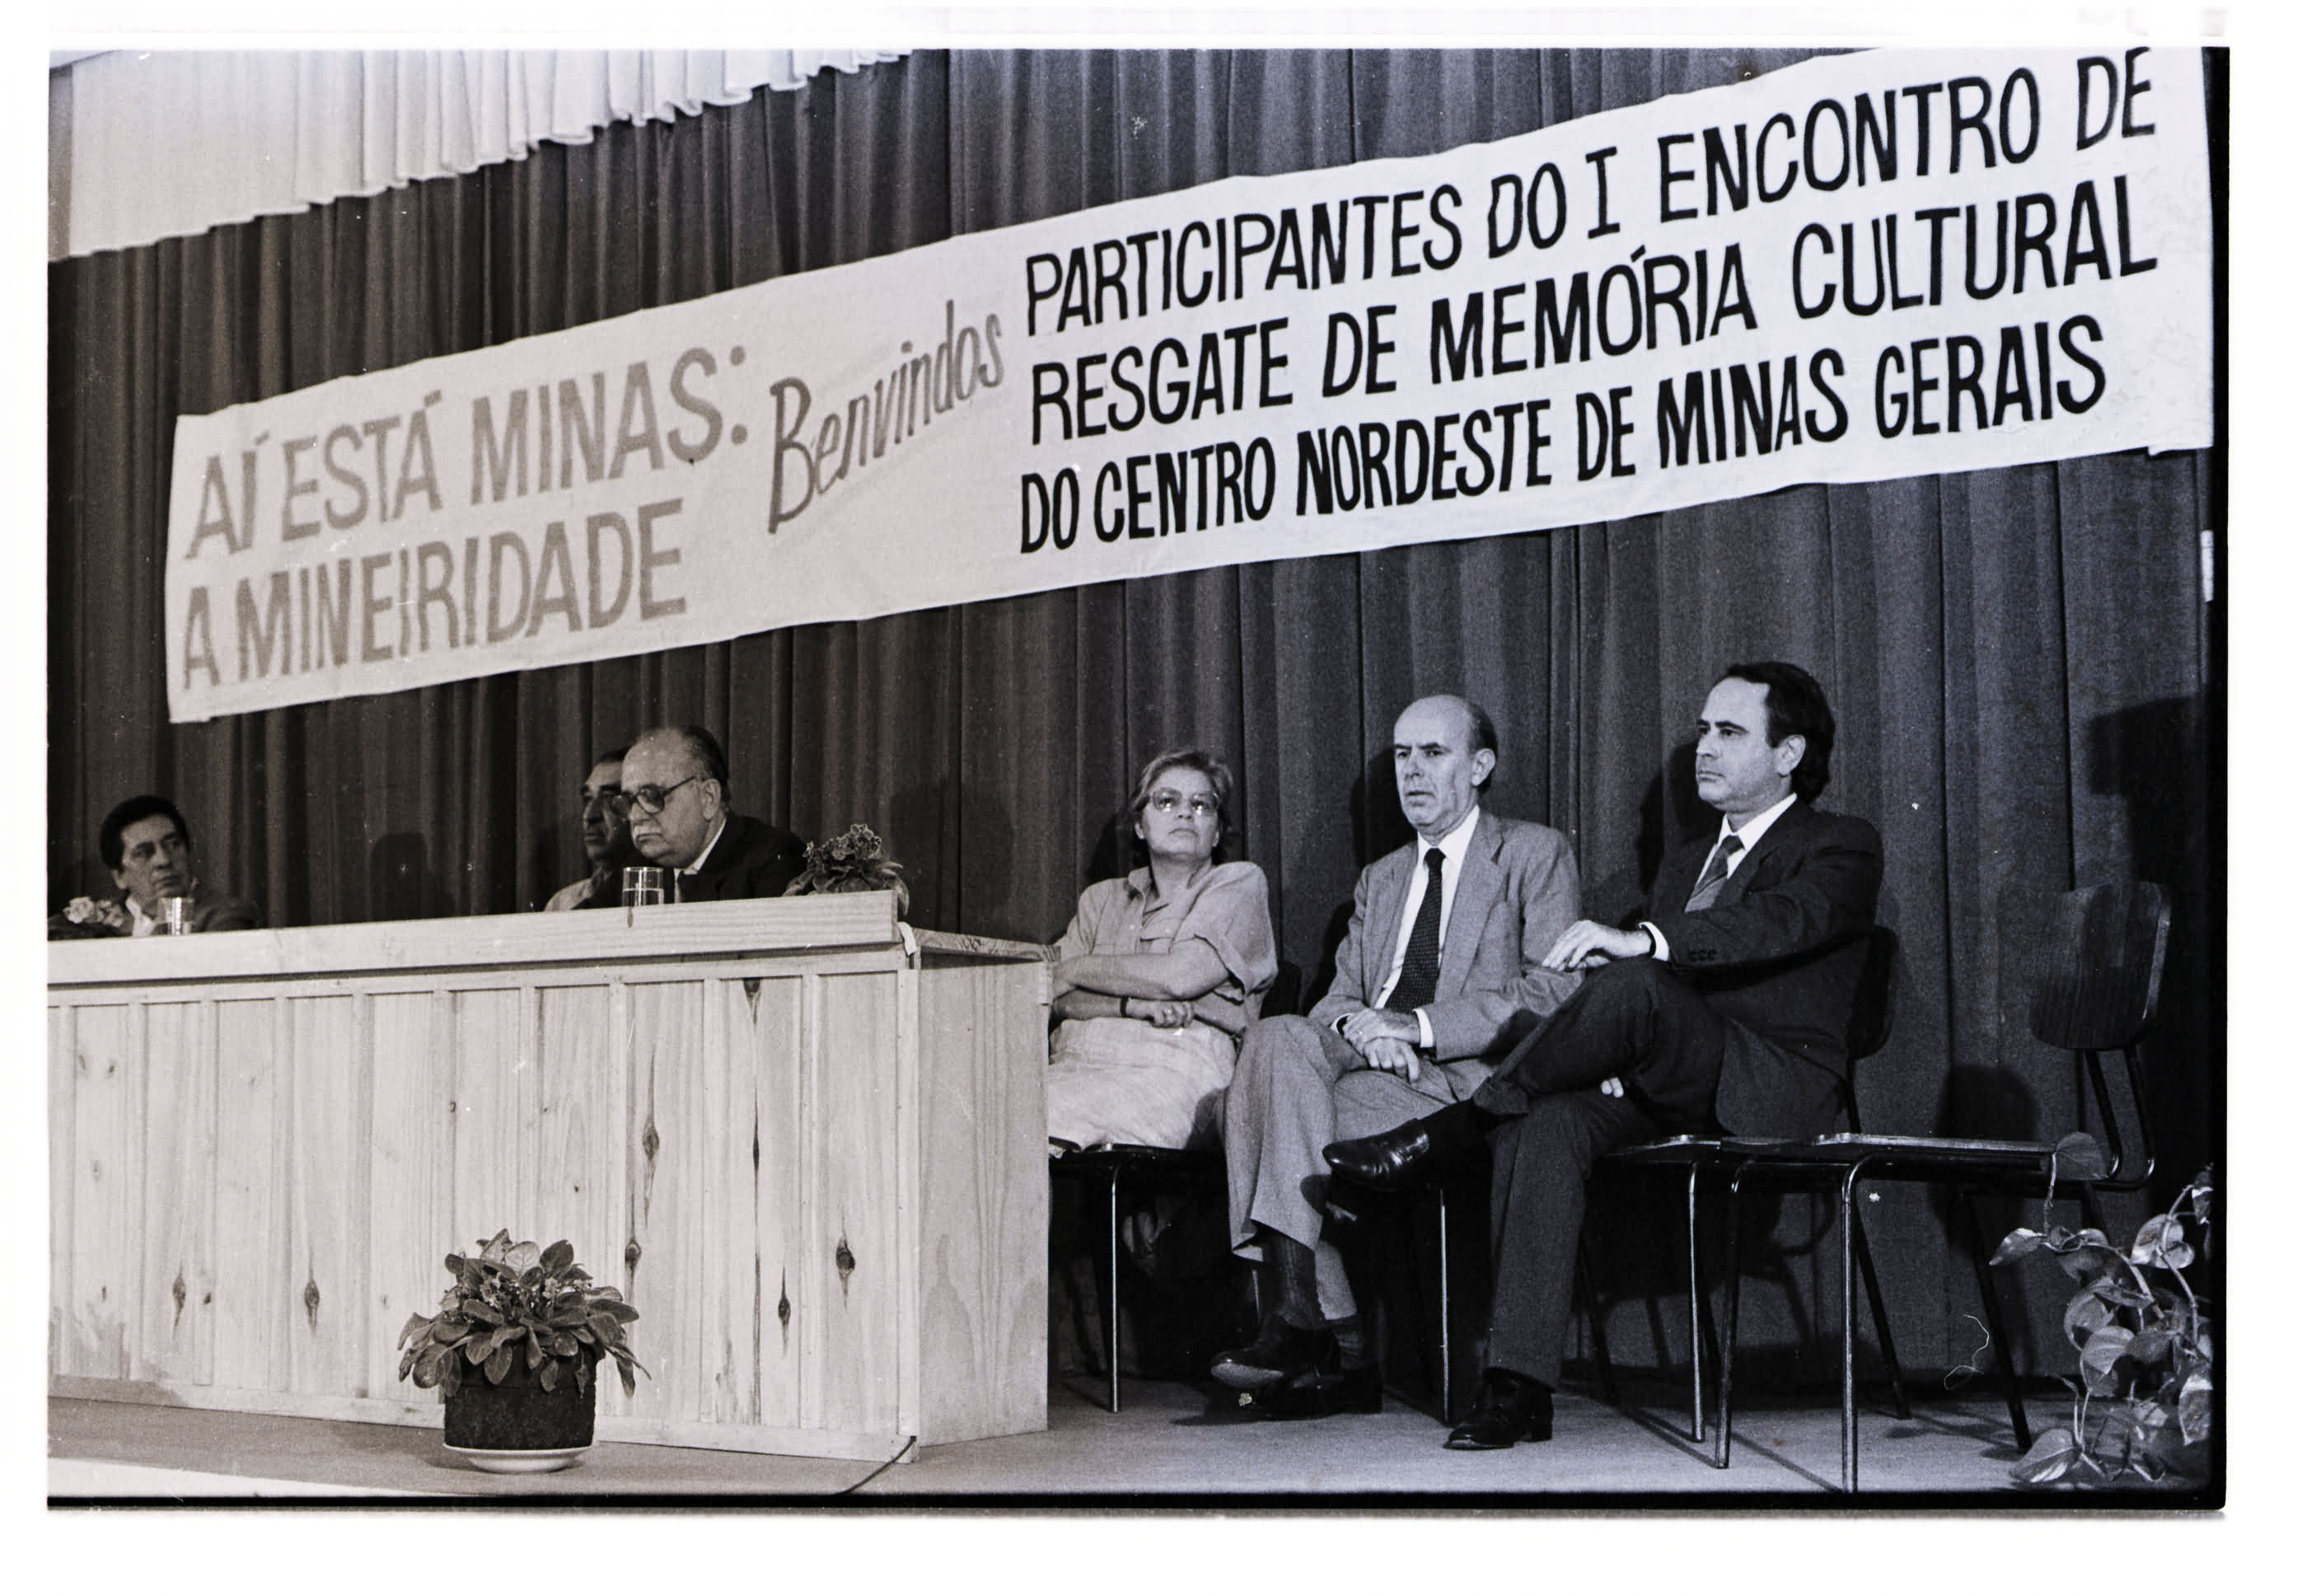 AÍ ESTÁ MINAS:
A MINEIRIDADE
Benvindos
PARTICIPANTES DO I ENCONTRO DE
RESGATE DE MEMÓRIA CULTURAL
DO CENTRO NORDESTE DE MINAS GERAIS